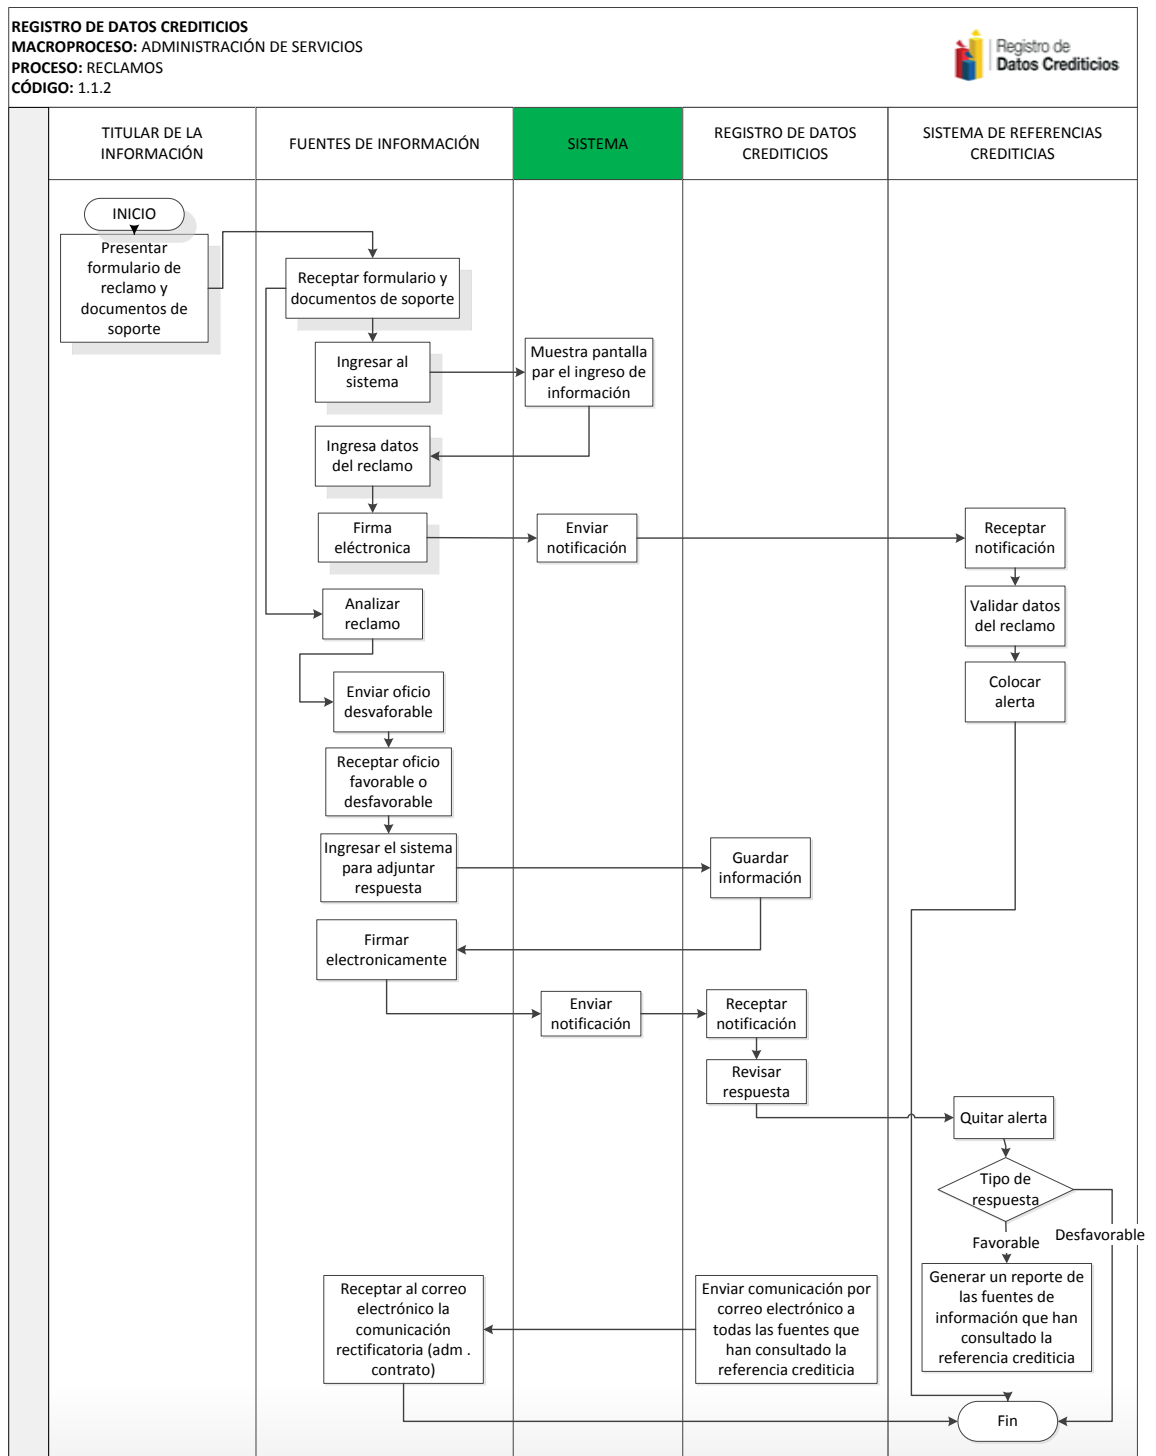 REGISTRO DE DATOS CREDITICIOS
MACROPROCESO: ADMINISTRACIÓN DE SERVICIOS
PROCESO: RECLAMOS
CÓDIGO: 1.1.2
Registro de
Datos Crediticios
TITULAR DE LA
INFORMACIÓN
FUENTES DE INFORMACIÓN
SISTEMA
REGISTRO DE DATOS
CREDITICIOS
SISTEMA DE REFERENCIAS
CREDITICIAS
INICIO
Presentar
formulario de
reclamo y
documentos de
soporte
Receptar formulario y
documentos de soporte
Ingresar al
sistema
Muestra pantalla
par el ingreso de
información
Ingresa datos
del reclamo
Firma
eléctronica
Enviar
notificación
Receptar
notificación
Validar datos
del reclamo
Colocar
alerta
Analizar
reclamo
Enviar oficio
desvaforable
Receptar oficio
favorable o
desfavorable
Ingresar el sistema
para adjuntar
respuesta
Guardar
información
Firmar
electronicamente
Enviar
notificación
Receptar
notificación
Revisar
respuesta
Quitar alerta
Tipo de
respuesta
Desfavorable
Favorable
Generar un reporte de
las fuentes de
información que han
consultado la
referencia crediticia
Enviar comunicación por
correo electrónico a
todas las fuentes que
han consultado la
referencia crediticia
Receptar al correo
electrónico la
comunicación
rectificatoria (adm .
contrato)
Fin